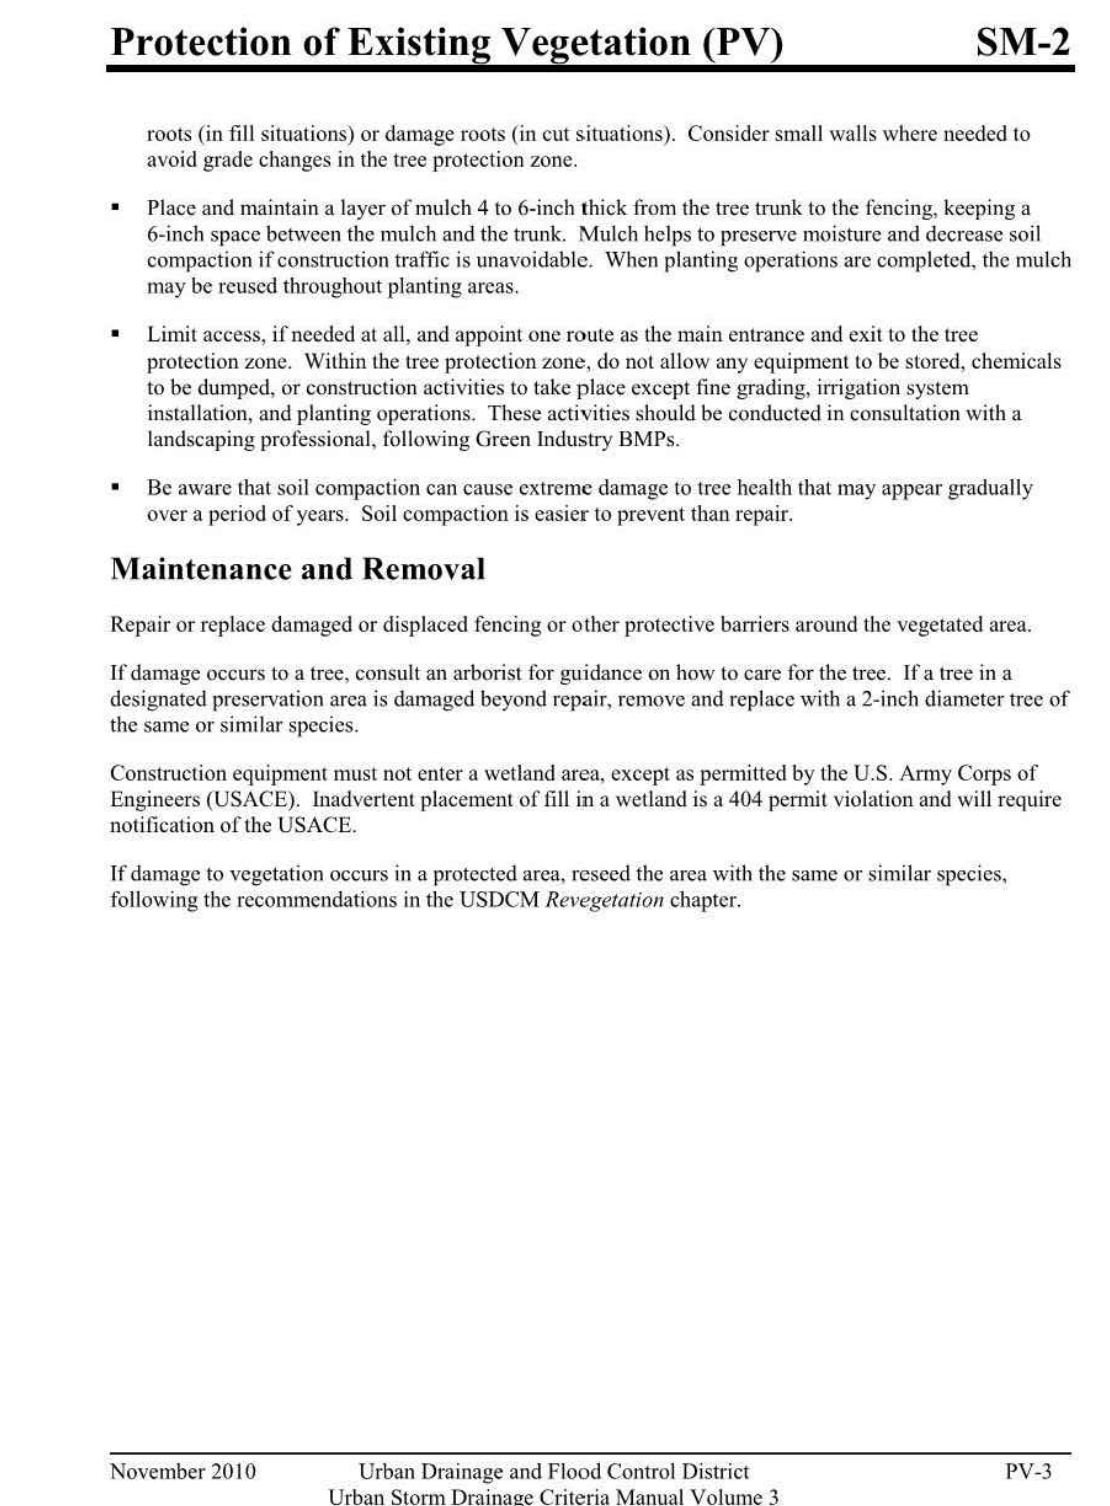 Protection of Existing Vegetation (PV) SM-2
roots (in fill situations) or damage roots (in cut situations).  Consider small walls where needed to
avoid grade changes in the tree protection zone.
▪ Place and maintain a layer of mulch 4 to 6-inch thick from the tree trunk to the fencing, keeping a
6-inch space between the mulch and the trunk.  Mulch helps to preserve moisture and decrease soil
compaction if construction traffic is unavoidable.  When planting operations are completed, the mulch
may be reused throughout planting areas.
▪ Limit access, if needed at all, and appoint one route as the main entrance and exit to the tree
protection zone.  Within the tree protection zone, do not allow any equipment to be stored, chemicals
to be dumped, or construction activities to take place except fine grading, irrigation system
installation, and planting operations.  These activities should be conducted in consultation with a
landscaping professional, following Green Industry BMPs.
▪ Be aware that soil compaction can cause extreme damage to tree health that may appear gradually
over a period of years.  Soil compaction is easier to prevent than repair.
Maintenance and Removal
Repair or replace damaged or displaced fencing or other protective barriers around the vegetated area.
If damage occurs to a tree, consult an arborist for guidance on how to care for the tree.  If a tree in a
designated preservation area is damaged beyond repair, remove and replace with a 2-inch diameter tree of
the same or similar species.
Construction equipment must not enter a wetland area, except as permitted by the U.S. Army Corps of
Engineers (USACE).  Inadvertent placement of fill in a wetland is a 404 permit violation and will require
notification of the USACE.
If damage to vegetation occurs in a protected area, reseed the area with the same or similar species,
following the recommendations in the USDCM Revegetation chapter.
November 2010 Urban Drainage and Flood Control District PV-3
Urban Storm Drainage Criteria Manual Volume 3